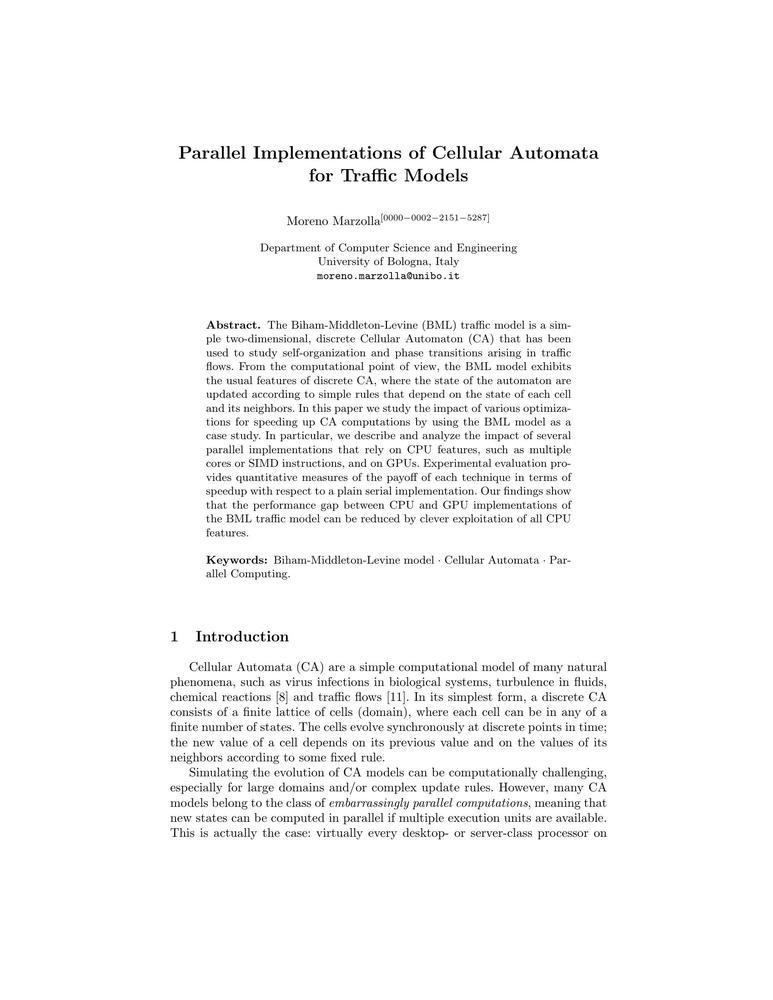 Parallel Implementations of Cellular Automata
for Traffic Models
Moreno Marzolla[0000−0002−2151−5287]
Department of Computer Science and Engineering
University of Bologna, Italy
moreno.marzolla@unibo.it
Abstract. The Biham-Middleton-Levine (BML) traffic model is a sim-
ple two-dimensional, discrete Cellular Automaton (CA) that has been
used to study self-organization and phase transitions arising in traffic
flows. From the computational point of view, the BML model exhibits
the usual features of discrete CA, where the state of the automaton are
updated according to simple rules that depend on the state of each cell
and its neighbors. In this paper we study the impact of various optimiza-
tions for speeding up CA computations by using the BML model as a
case study. In particular, we describe and analyze the impact of several
parallel implementations that rely on CPU features, such as multiple
cores or SIMD instructions, and on GPUs. Experimental evaluation pro-
vides quantitative measures of the payoff of each technique in terms of
speedup with respect to a plain serial implementation. Our findings show
that the performance gap between CPU and GPU implementations of
the BML traffic model can be reduced by clever exploitation of all CPU
features.
Keywords: Biham-Middleton-Levine model · Cellular Automata · Par-
allel Computing.
1 Introduction
Cellular Automata (CA) are a simple computational model of many natural
phenomena, such as virus infections in biological systems, turbulence in fluids,
chemical reactions [8] and traffic flows [11]. In its simplest form, a discrete CA
consists of a finite lattice of cells (domain), where each cell can be in any of a
finite number of states. The cells evolve synchronously at discrete points in time;
the new value of a cell depends on its previous value and on the values of its
neighbors according to some fixed rule.
Simulating the evolution of CA models can be computationally challenging,
especially for large domains and/or complex update rules. However, many CA
models belong to the class of embarrassingly parallel computations, meaning that
new states can be computed in parallel if multiple execution units are available.
This is actually the case: virtually every desktop- or server-class processor on